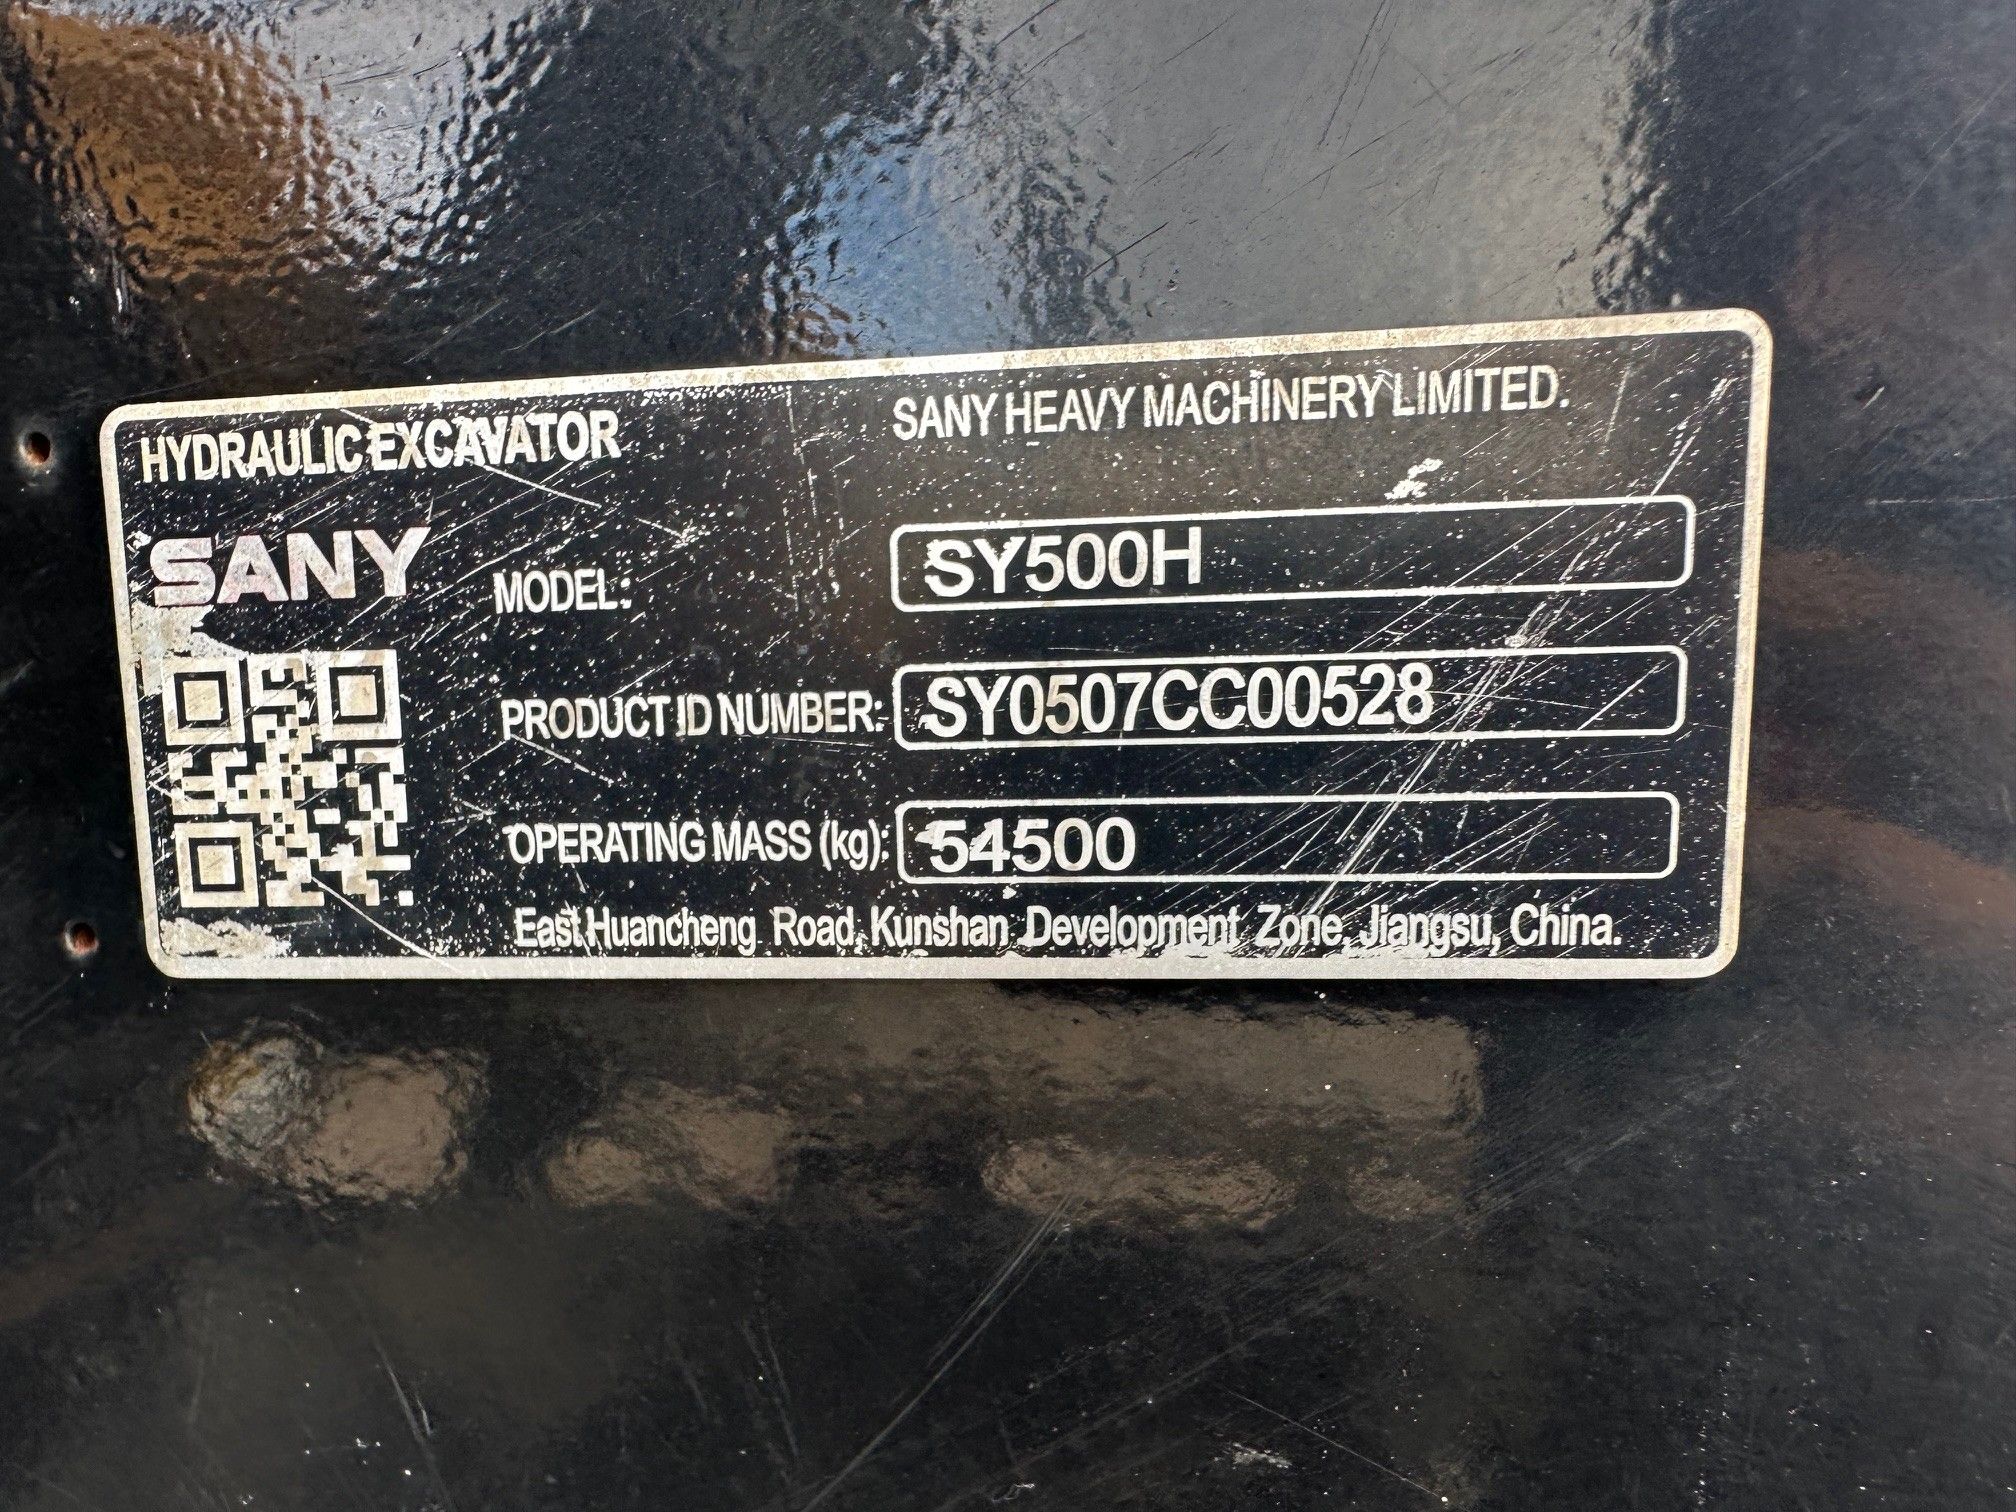 HYDRAULIC EXCAVATOR
SANY HEAVY MACHINERY LIMITED.
SANY
MODEL: SY500H
PRODUCT ID NUMBER: SY0507CC00528
OPERATING MASS (kg): 54500
East Huancheng Road, Kunshan Development Zone, Jiangsu, China.